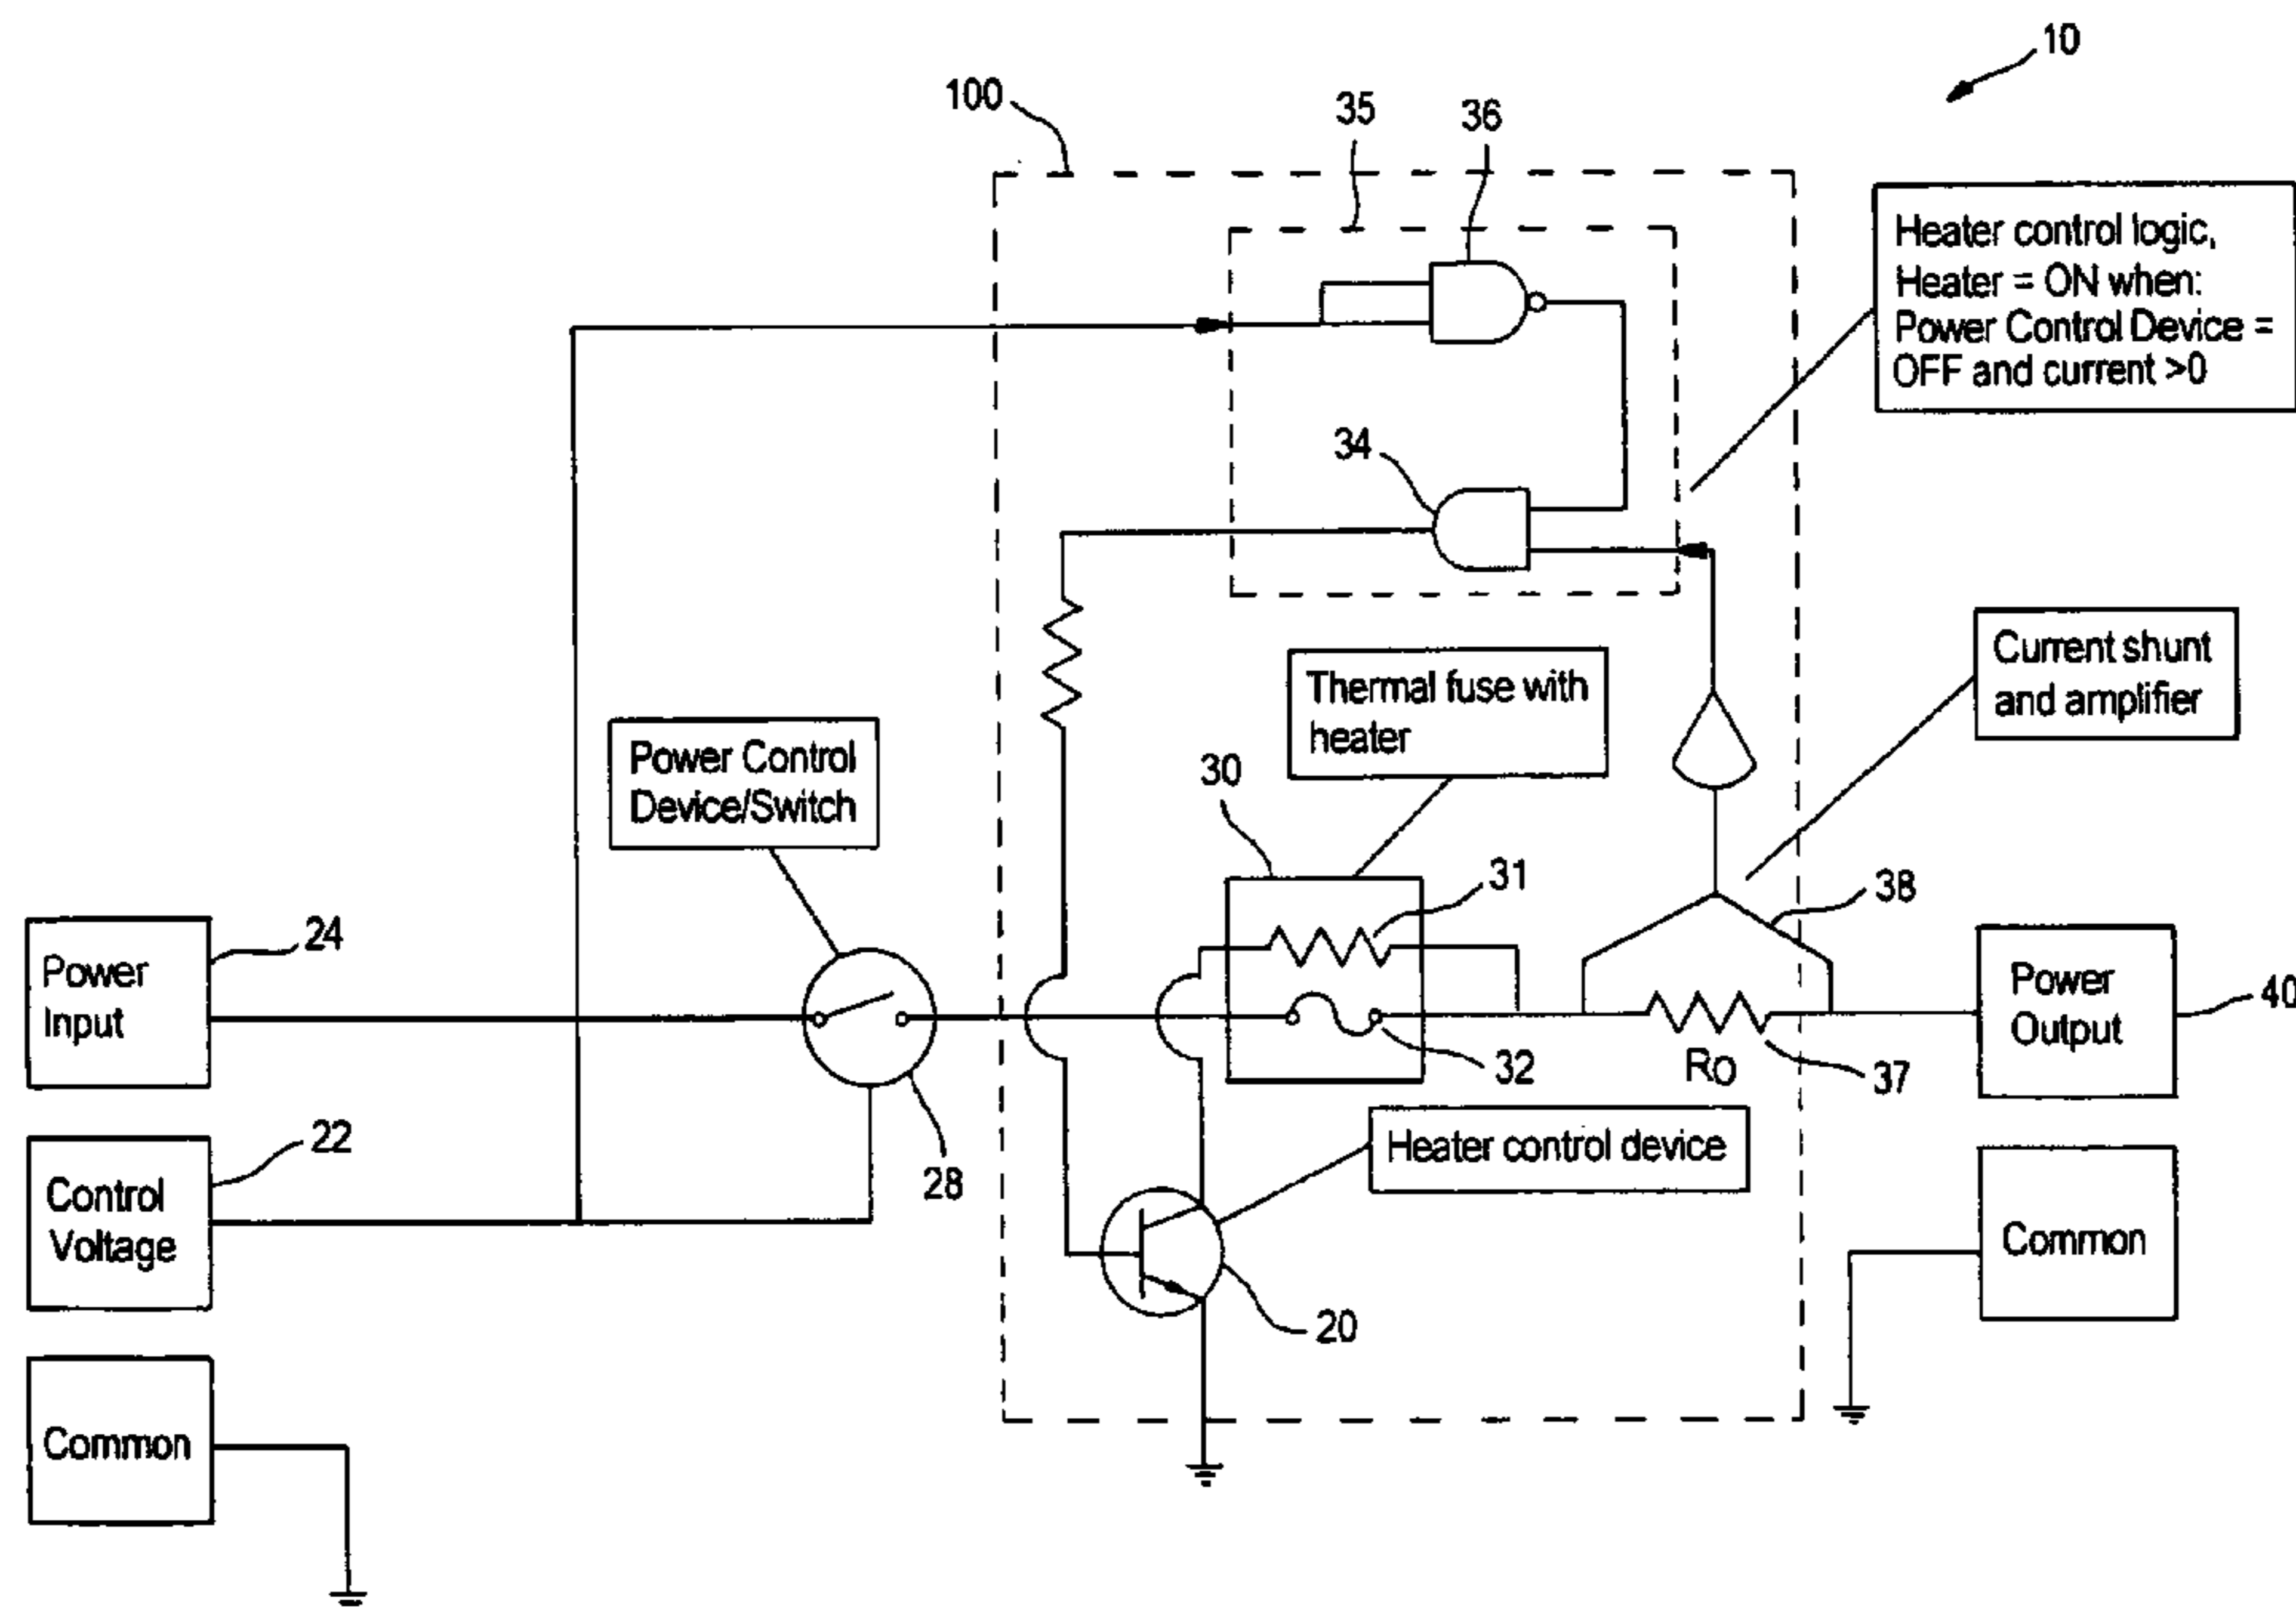 10
100
35
36
Heater control logic,
Heater = ON when:
Power Control Device =
OFF and current >0
34
Current shunt
and amplifier
Thermal fuse with
heater
Power Control
Device/Switch
30
31
38
24
Power
Input
Power
Output
40
32
Ro
37
22
Control
Voltage
28
Heater control device
Common
20
Common